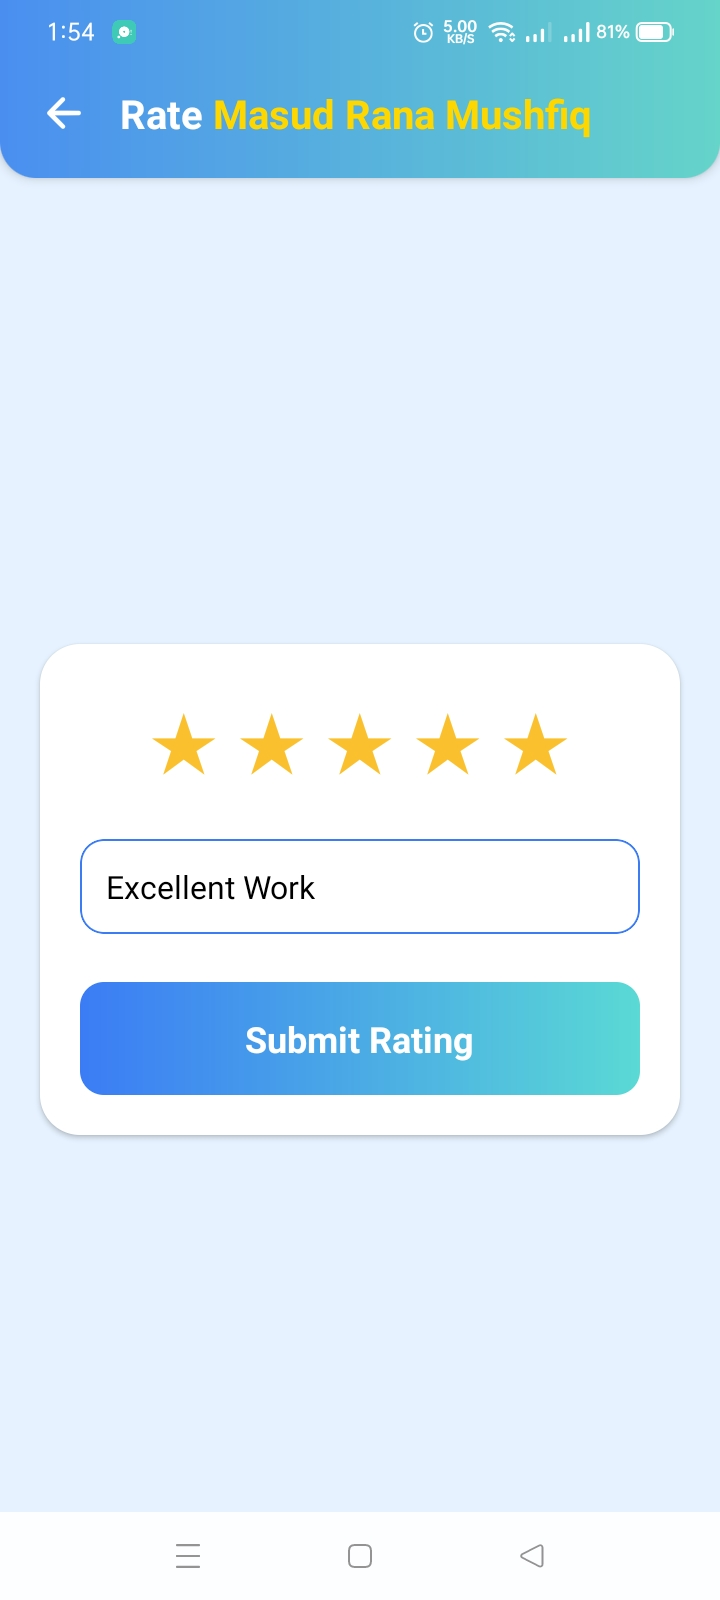 1:54 5.00 KB/S 81%
Rate Masud Rana Mushfiq
Excellent Work
Submit Rating